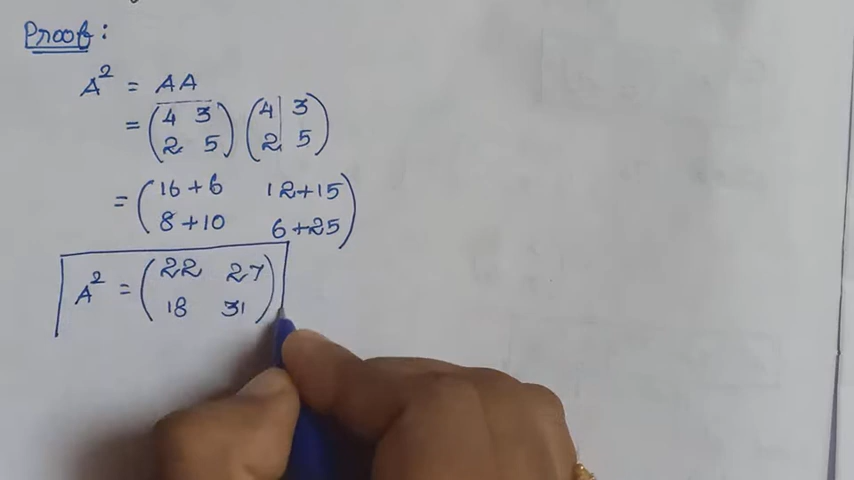 Proof :
A² = AA
= (4 3
2 5) (4 3
2 5)
= (16+6 12+15
8+10 6+25)
A² = (22 27
18 31)